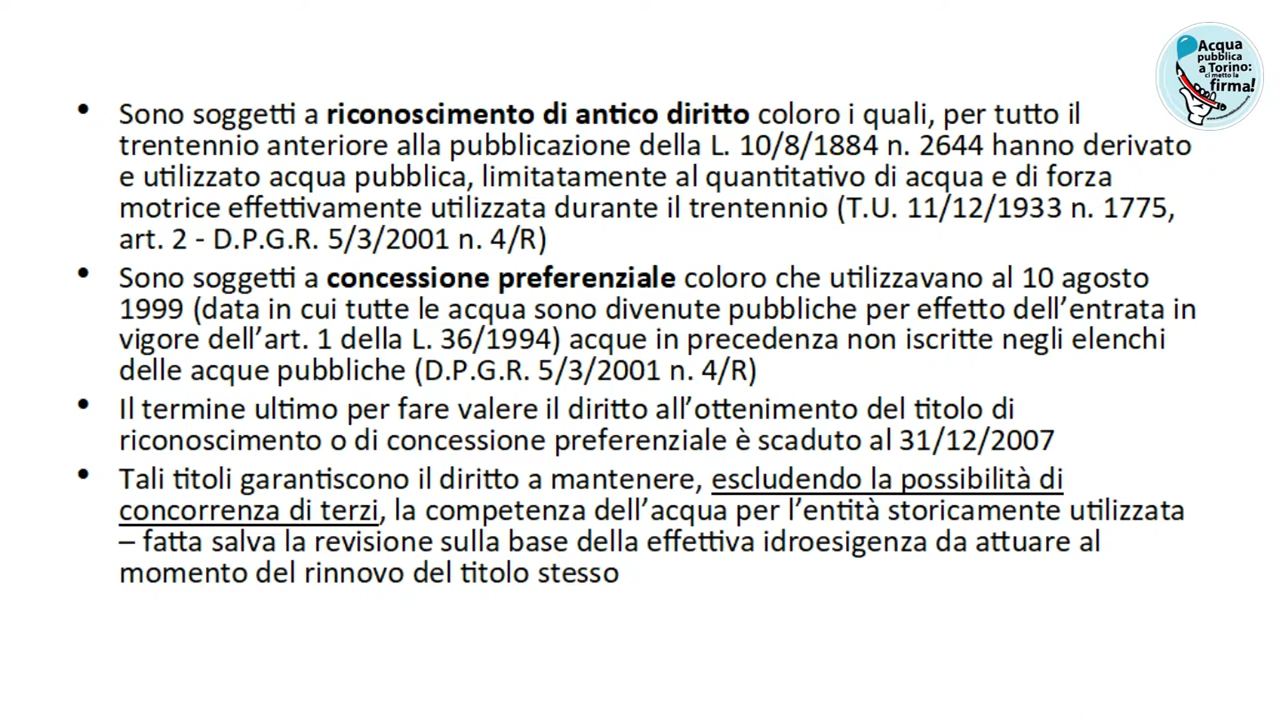 Acqua
pubblica
a Torino:
ci metto la
firma!
• Sono soggetti a riconoscimento di antico diritto coloro i quali, per tutto il
trentennio anteriore alla pubblicazione della L. 10/8/1884 n. 2644 hanno derivato
e utilizzato acqua pubblica, limitatamente al quantitativo di acqua e di forza
motrice effettivamente utilizzata durante il trentennio (T.U. 11/12/1933 n. 1775,
art. 2 - D.P.G.R. 5/3/2001 n. 4/R)
• Sono soggetti a concessione preferenziale coloro che utilizzavano al 10 agosto
1999 (data in cui tutte le acqua sono divenute pubbliche per effetto dell’entrata in
vigore dell’art. 1 della L. 36/1994) acque in precedenza non iscritte negli elenchi
delle acque pubbliche (D.P.G.R. 5/3/2001 n. 4/R)
• Il termine ultimo per fare valere il diritto all’ottenimento del titolo di
riconoscimento o di concessione preferenziale è scaduto al 31/12/2007
• Tali titoli garantiscono il diritto a mantenere, escludendo la possibilità di
concorrenza di terzi, la competenza dell’acqua per l’entità storicamente utilizzata
– fatta salva la revisione sulla base della effettiva idroesigenza da attuare al
momento del rinnovo del titolo stesso